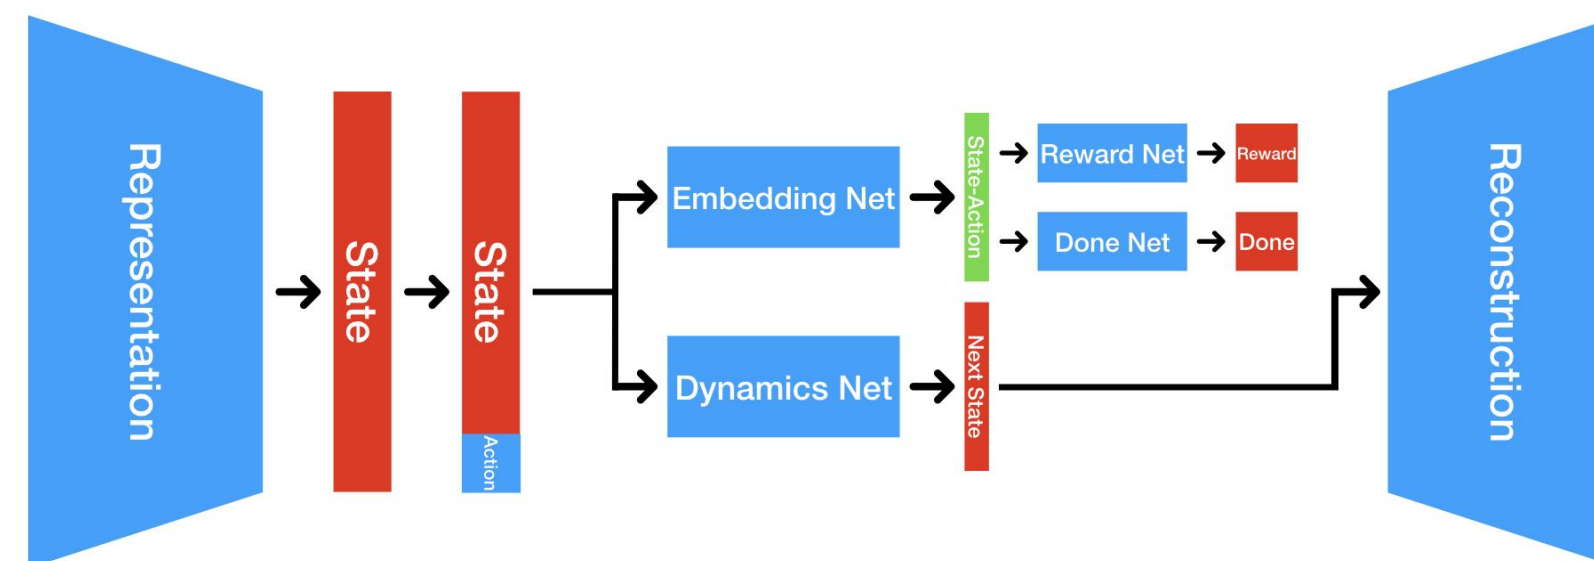 Representation
State
State
Action
Embedding Net
Dynamics Net
State-Action
Next State
Reward Net
Reward
Done Net
Done
Reconstruction